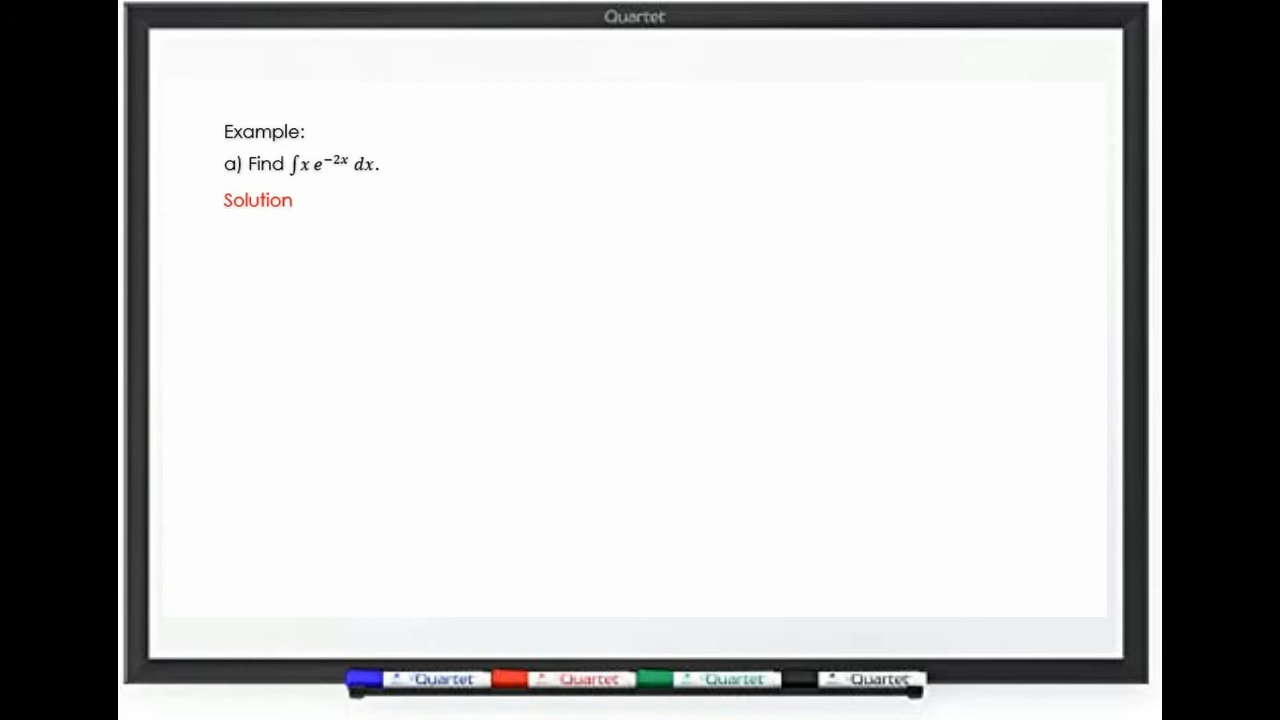 Quartet
Example:
a) Find ∫x e⁻²ˣ dx.
Solution
Quartet Quartet Quartet Quartet